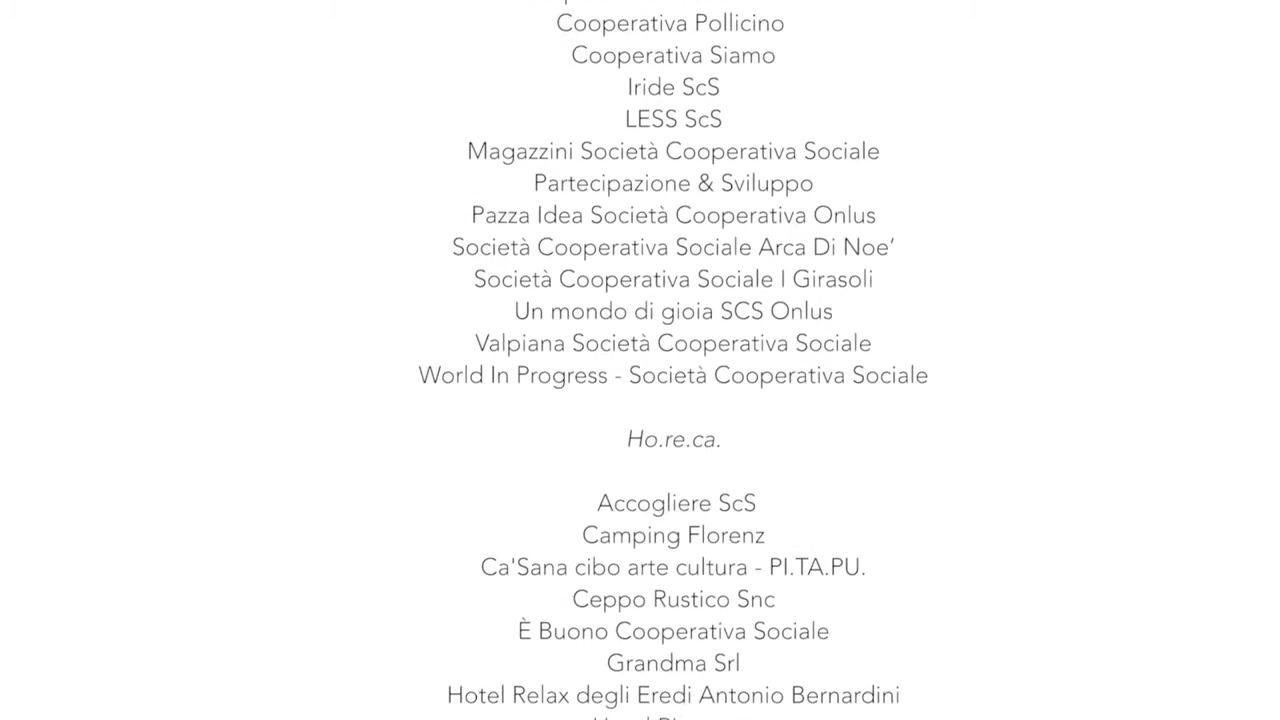 Cooperativa Pollicino
Cooperativa Siamo
Iride ScS
LESS ScS
Magazzini Società Cooperativa Sociale
Partecipazione & Sviluppo
Pazza Idea Società Cooperativa Onlus
Società Cooperativa Sociale Arca Di Noe’
Società Cooperativa Sociale I Girasoli
Un mondo di gioia SCS Onlus
Valpiana Società Cooperativa Sociale
World In Progress - Società Cooperativa Sociale
Ho.re.ca.
Accogliere ScS
Camping Florenz
Ca'Sana cibo arte cultura - PI.TA.PU.
Ceppo Rustico Snc
È Buono Cooperativa Sociale
Grandma Srl
Hotel Relax degli Eredi Antonio Bernardini